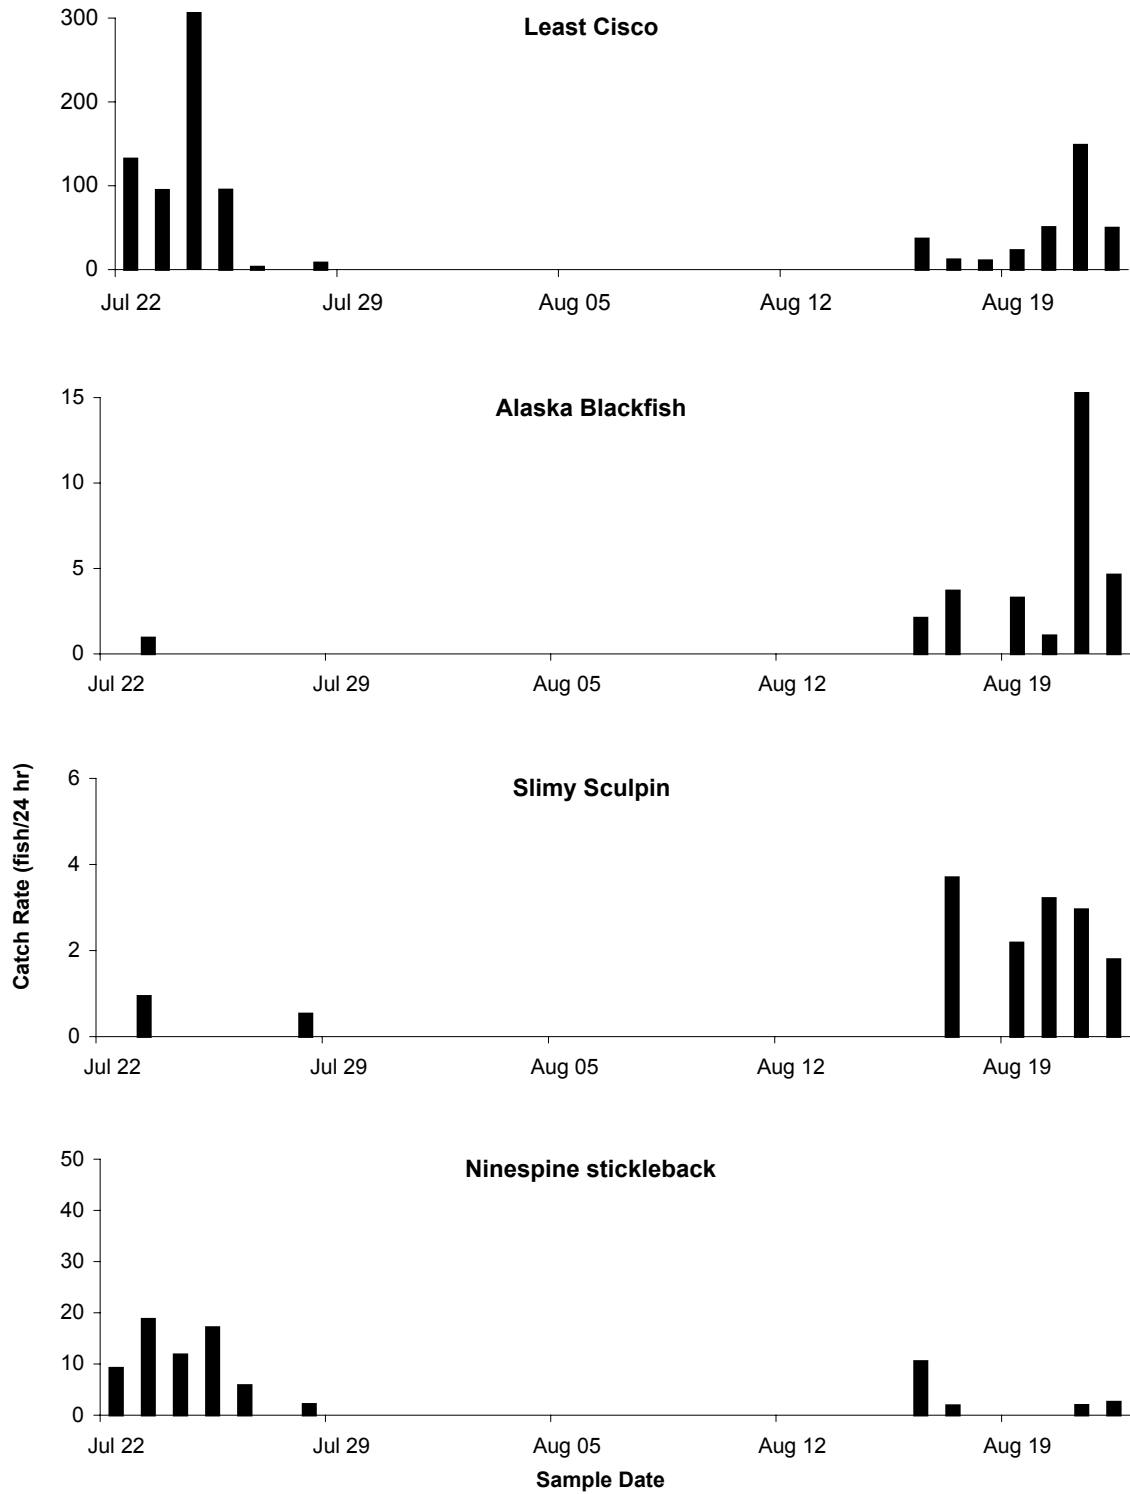 Least Cisco
300
200
100
0
Jul 22 Jul 29 Aug 05 Aug 12 Aug 19
Alaska Blackfish
15
10
5
0
Jul 22 Jul 29 Aug 05 Aug 12 Aug 19
Catch Rate (fish/24 hr)
Slimy Sculpin
6
4
2
0
Jul 22 Jul 29 Aug 05 Aug 12 Aug 19
Ninespine stickleback
50
40
30
20
10
0
Jul 22 Jul 29 Aug 05 Aug 12 Aug 19
Sample Date